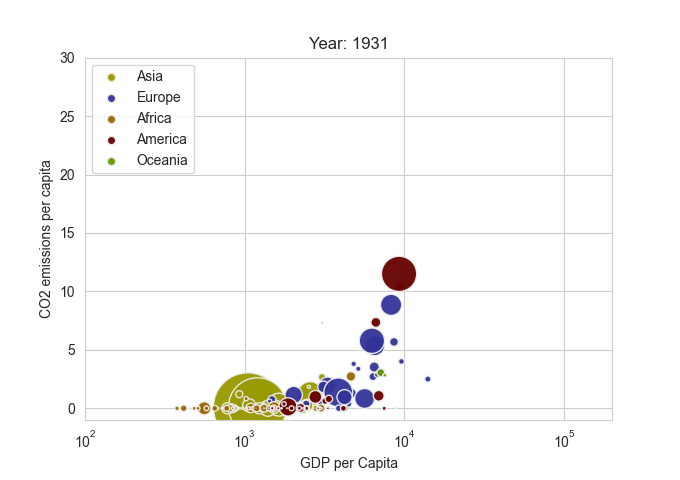 Year: 1931
CO2 emissions per capita
30
25
20
15
10
5
0
Asia
Europe
Africa
America
Oceania
10²
10³
10⁴
10⁵
GDP per Capita